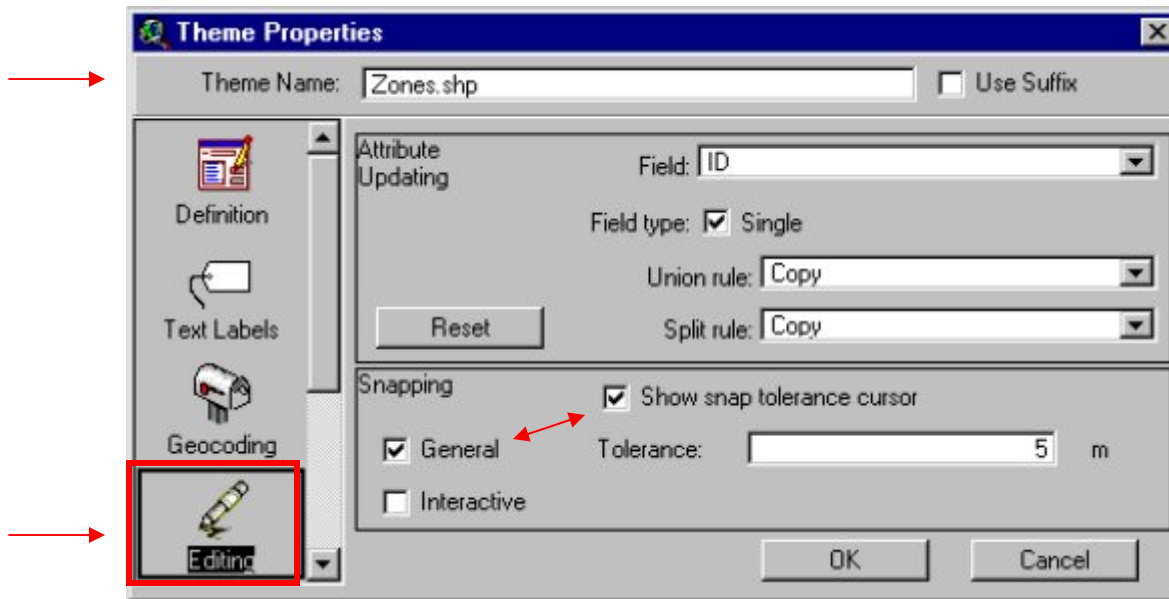 Theme Properties
Theme Name: Zones.shp Use Suffix
Definition
Text Labels
Geocoding
Editing
Attribute
Updating
Field: ID
Field type: Single
Union rule: Copy
Reset
Split rule: Copy
Snapping
Show snap tolerance cursor
General
Tolerance: 5 m
Interactive
OK
Cancel